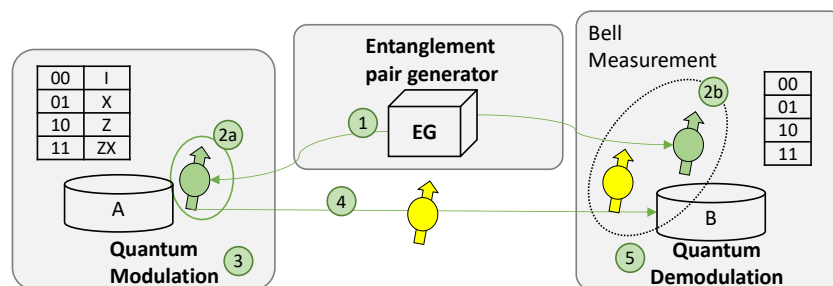 00 I
01 X
10 Z
11 ZX
2a
A
Quantum
Modulation 3
Entanglement
pair generator
1
EG
4
Bell
Measurement
2b
00
01
10
11
B
5 Quantum
Demodulation